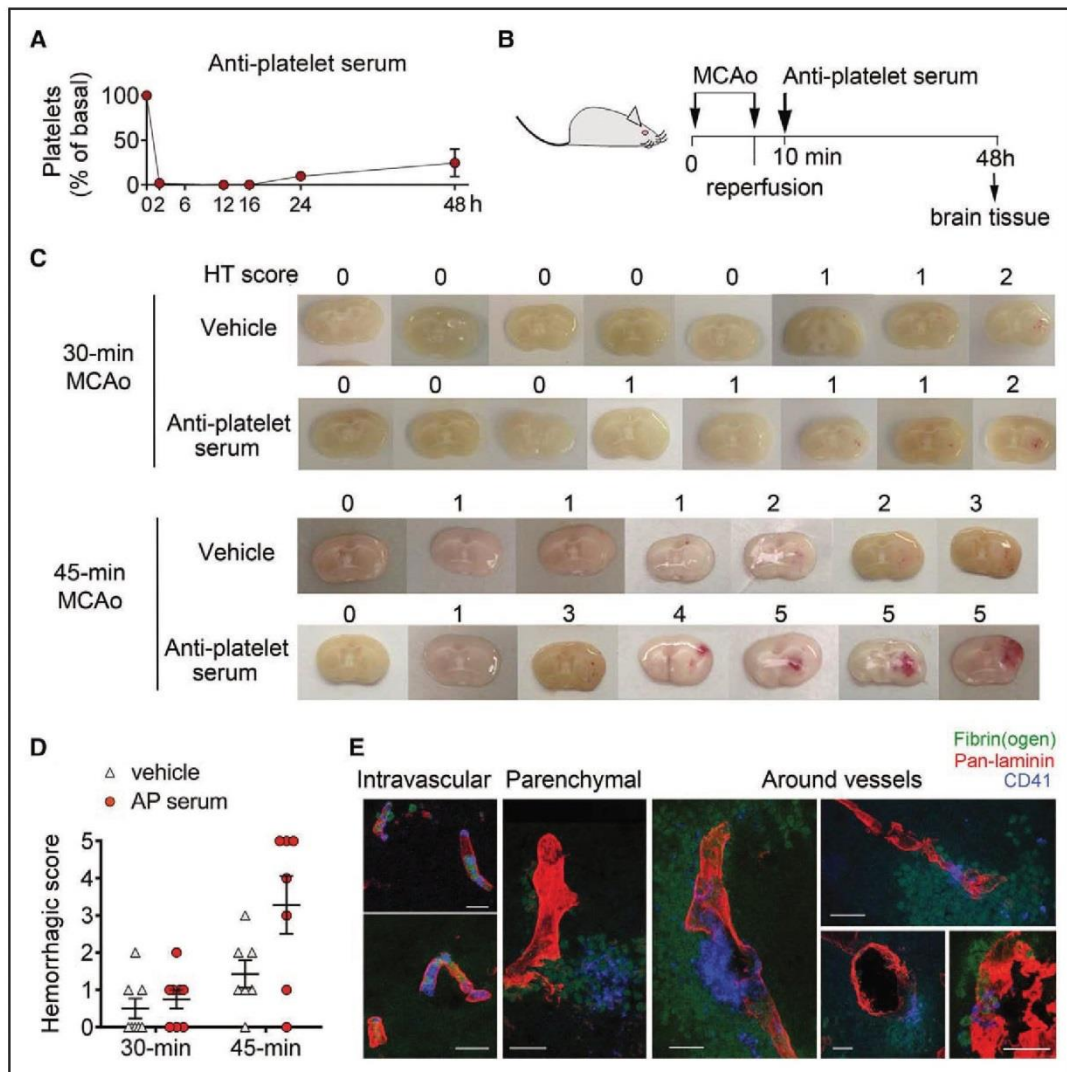 A
Anti-platelet serum
Platelets
(% of basal)
100
50
0
0 2 6 12 16 24 48 h
B
MCAo Anti-platelet serum
0 10 min 48h
reperfusion
brain tissue
C
HT score 0 0 0 0 0 1 1 2
Vehicle
30-min
MCAo
0 0 0 1 1 1 1 2
Anti-platelet
serum
0 1 1 1 2 2 3
Vehicle
45-min
MCAo
0 1 3 4 5 5 5
Anti-platelet
serum
D
vehicle
AP serum
Hemorrhagic score
5
4
3
2
1
0
30-min 45-min
E
Fibrin(ogen)
Pan-laminin
CD41
Intravascular Parenchymal Around vessels